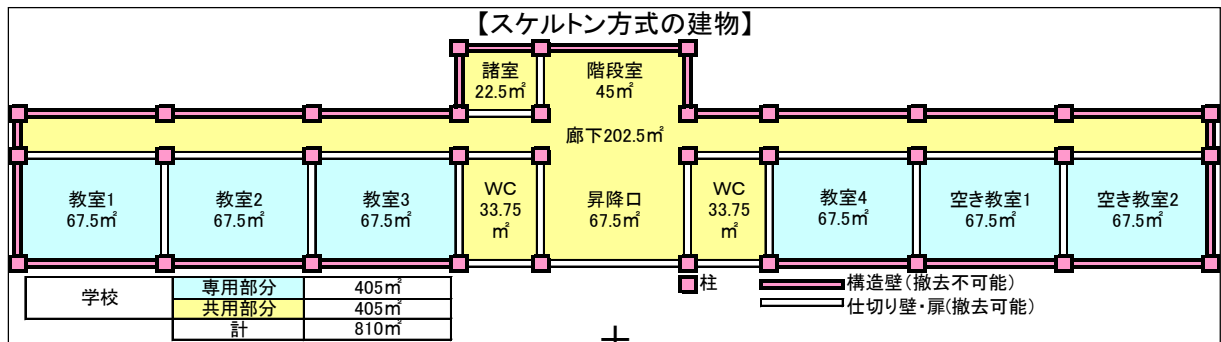 【スケルトン方式の建物】
諸室
22.5㎡
階段室
45㎡
廊下202.5㎡
教室1
67.5㎡
教室2
67.5㎡
教室3
67.5㎡
WC
33.75
㎡
昇降口
67.5㎡
WC
33.75
㎡
教室4
67.5㎡
空き教室1
67.5㎡
空き教室2
67.5㎡
学校
専用部分 405㎡
共用部分 405㎡
計 810㎡
柱
構造壁(撤去不可能)
仕切り壁・扉(撤去可能)